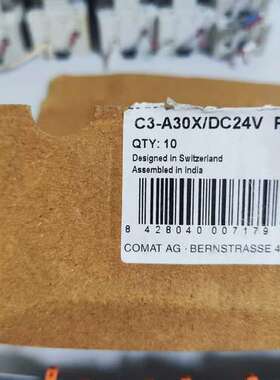 C3-A30X/DC24V
QTY: 10
Designed in Switzerland
Assembled in India
8 428040 007179
COMAT AG · BERNSTRASSE 4